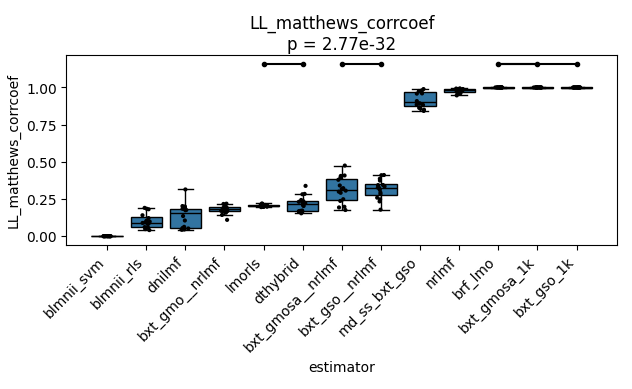 LL_matthews_corrcoef
p = 2.77e-32
LL_matthews_corrcoef
1.00
0.75
0.50
0.25
0.00
blmnii_svm
blmnii_rls
dnilmf
bxt_gmo__nrlmf
lmorls
dthybrid
bxt_gmosa__nrlmf
bxt_gso__nrlmf
md_ss_bxt_gso
nrlmf
brf_lmo
bxt_gmosa_1k
bxt_gso_1k
estimator